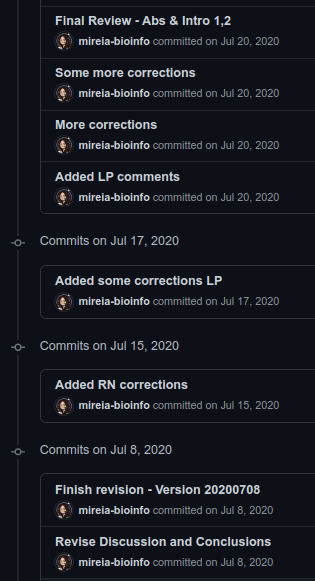 Final Review - Abs & Intro 1,2
mireia-bioinfo committed on Jul 20, 2020
Some more corrections
mireia-bioinfo committed on Jul 20, 2020
More corrections
mireia-bioinfo committed on Jul 20, 2020
Added LP comments
mireia-bioinfo committed on Jul 20, 2020
Commits on Jul 17, 2020
Added some corrections LP
mireia-bioinfo committed on Jul 17, 2020
Commits on Jul 15, 2020
Added RN corrections
mireia-bioinfo committed on Jul 15, 2020
Commits on Jul 8, 2020
Finish revision - Version 20200708
mireia-bioinfo committed on Jul 8, 2020
Revise Discussion and Conclusions
mireia-bioinfo committed on Jul 8, 2020